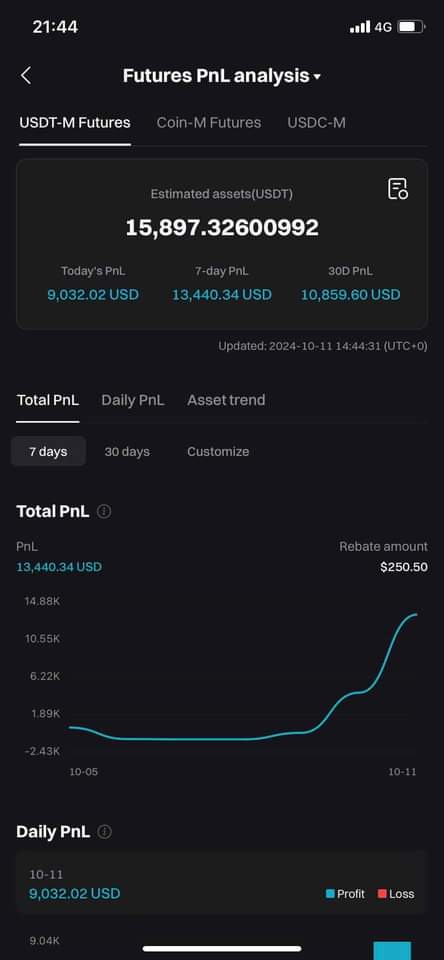 21:44
4G
Futures PnL analysis
USDT-M Futures Coin-M Futures USDC-M
Estimated assets(USDT)
15,897.32600992
Today's PnL 7-day PnL 30D PnL
9,032.02 USD 13,440.34 USD 10,859.60 USD
Updated: 2024-10-11 14:44:31 (UTC+0)
Total PnL Daily PnL Asset trend
7 days 30 days Customize
Total PnL
PnL Rebate amount
13,440.34 USD $250.50
14.88K
10.55K
6.22K
1.89K
-2.43K
10-05 10-11
Daily PnL
10-11
9,032.02 USD Profit Loss
9.04K